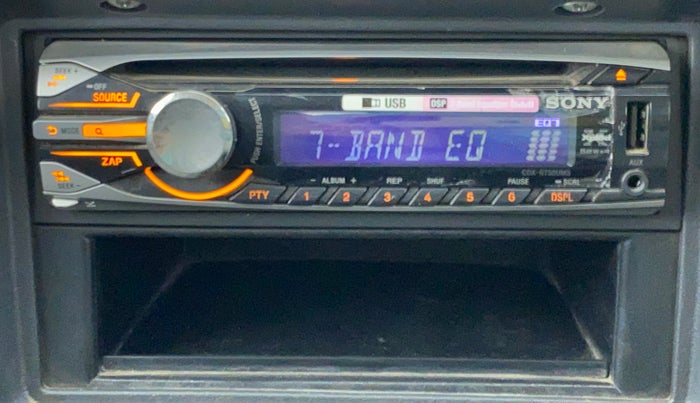 SEEK +
OFF
SOURCE
MODE
ZAP
SEEK -
PUSH ENTER/
USB
DSP
SONY
EQ7
7-BAND EQ
AUX
PTY
- ALBUM +
REP
SHUF
PAUSE
SCRL
1 2 3 4 5 6 DSPL